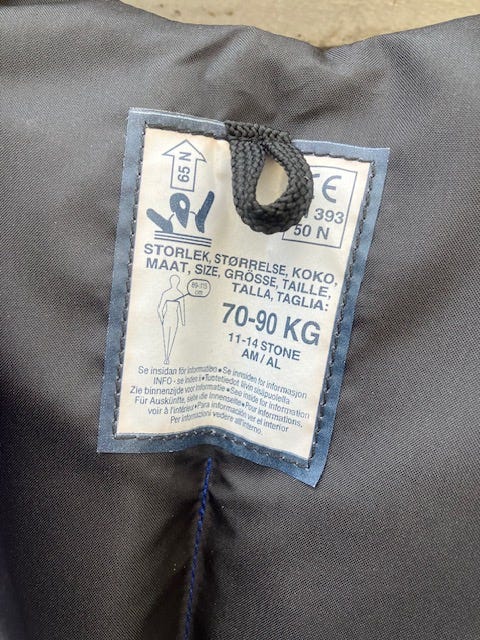 65 N
CE
393
50 N
STORLEK, STØRRELSE, KOKO,
MAAT, SIZE, GRÖSSE, TAILLE,
TALLA, TAGLIA:
cm
70-90 KG
11-14 STONE
AM / AL
Se insidan för information • Se innsiden for informasjon
INFO - se inden i • Tuotetiedot löviin sisäpuolella
Zie binnenzijde voor informatie • See inside for information
Für Auskünfte, siehe die Innenseite • Pour informations,
voir à l'intérieur • Para información ver el interior
Per informazioni vedere all'interno.